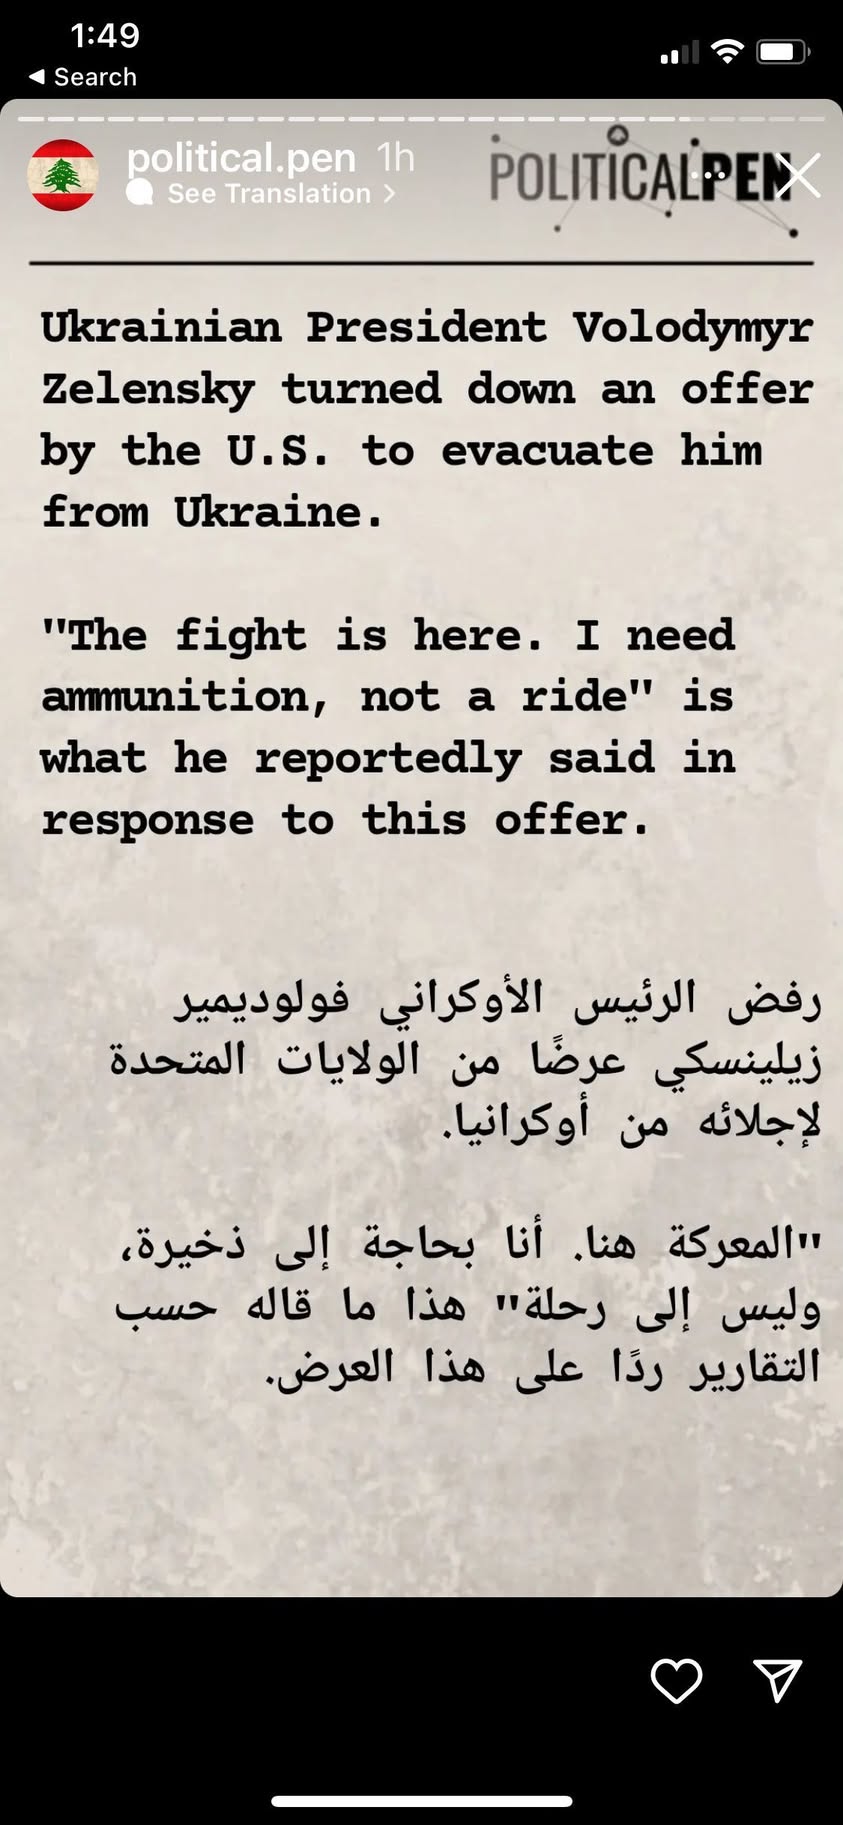 1:49
Search
political.pen 1h
See Translation
POLITICALPEN
Ukrainian President Volodymyr
Zelensky turned down an offer
by the U.S. to evacuate him
from Ukraine.
"The fight is here. I need
ammunition, not a ride" is
what he reportedly said in
response to this offer.
رفض الرئيس الأوكراني فولوديمير
زيلينسكي عرضًا من الولايات المتحدة
لإجلائه من أوكرانيا.
"المعركة هنا. أنا بحاجة إلى ذخيرة،
وليس إلى رحلة" هذا ما قاله حسب
التقارير ردًا على هذا العرض.